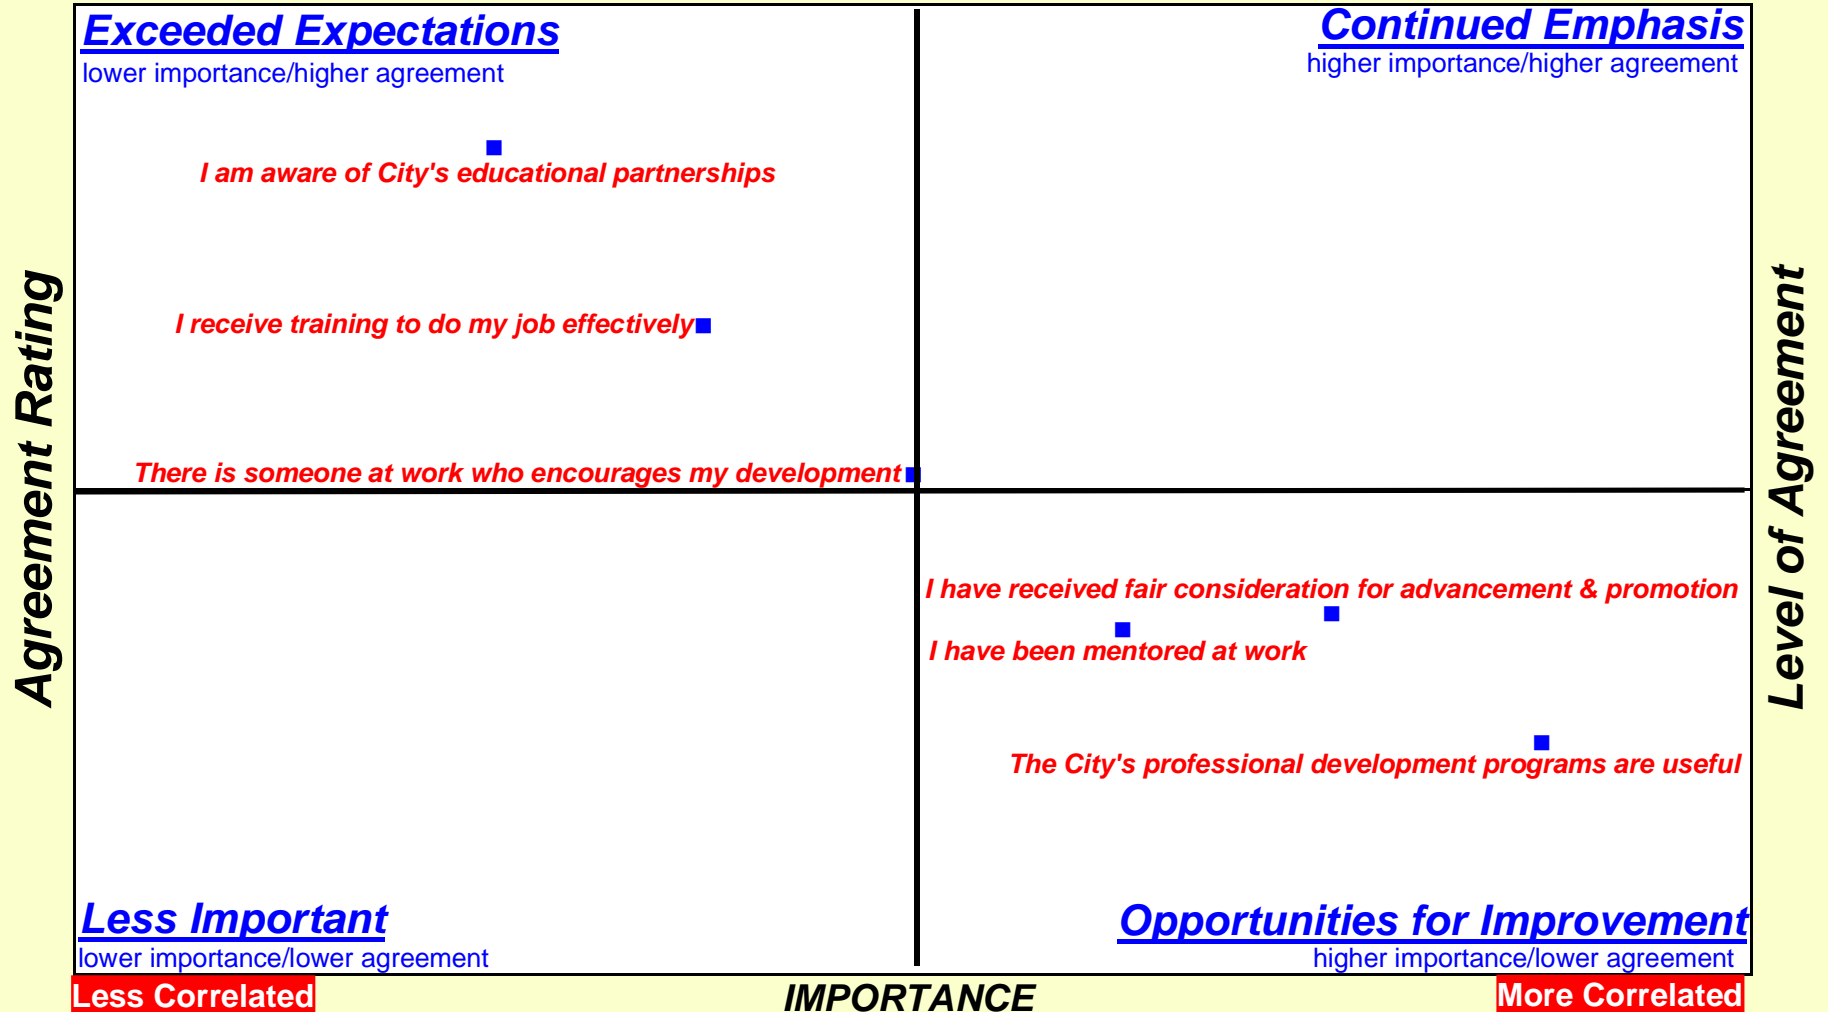 Exceeded Expectations
lower importance/higher agreement
Continued Emphasis
higher importance/higher agreement
I am aware of City's educational partnerships
I receive training to do my job effectively
There is someone at work who encourages my development
Agreement Rating
Level of Agreement
I have received fair consideration for advancement & promotion
I have been mentored at work
The City's professional development programs are useful
Less Important
lower importance/lower agreement
Opportunities for Improvement
higher importance/lower agreement
Less Correlated
IMPORTANCE
More Correlated